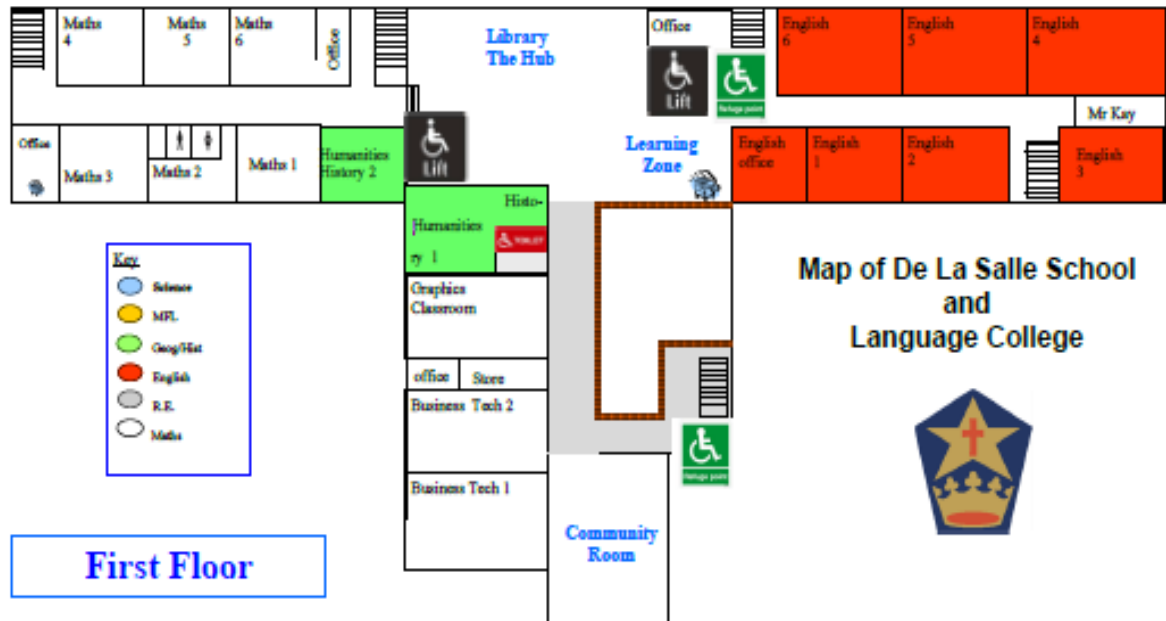 Maths
4
Maths
5
Maths
6
Office
Library
The Hub
Office
Lift
Refuge point
English
6
English
5
English
4
Mr Kay
Office
Maths 3
Maths 2
Maths 1
Humanities
History 2
Lift
Learning
Zone
English
office
English
1
English
2
English
3
Histo-
Humanities
ry 1
TOILET
Graphics
Classroom
office
Store
Business Tech 2
Business Tech 1
Refuge point
Community
Room
Key
Science
MFL
Geog/Hist
English
R.E.
Maths
Map of De La Salle School
and
Language College
First Floor